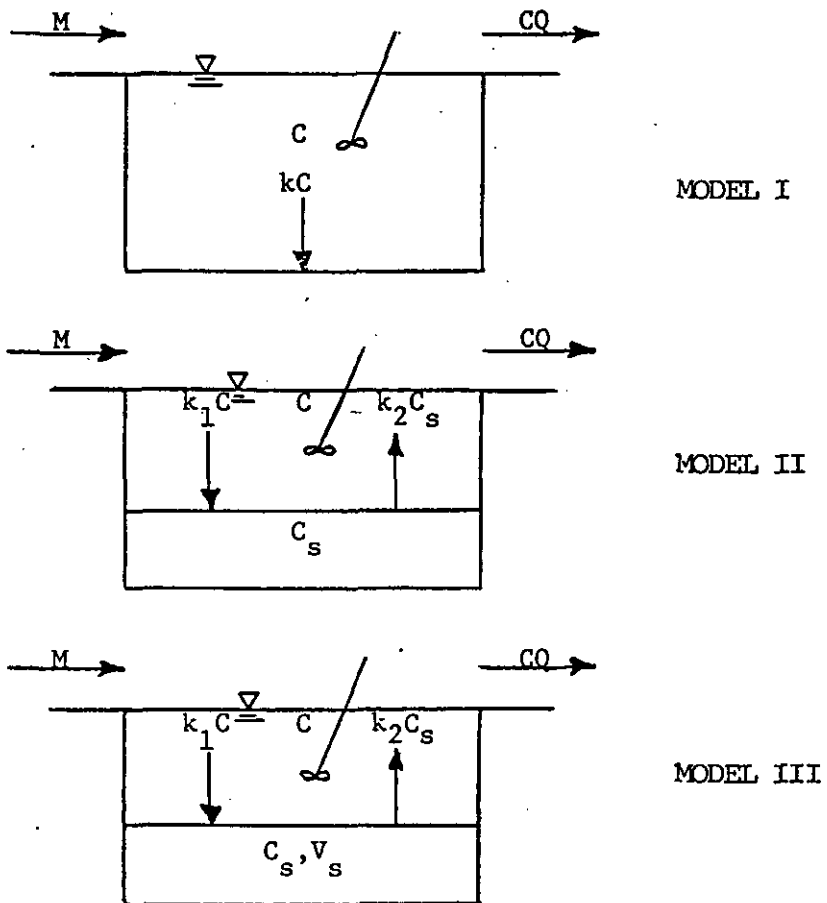 M CQ
C
kC
MODEL I
M CQ
k₁C C k₂Cₛ
MODEL II
Cₛ
M CQ
k₁C C k₂Cₛ
MODEL III
Cₛ,Vₛ